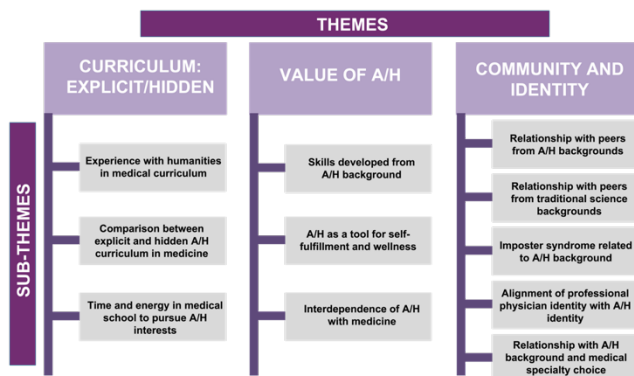 THEMES
CURRICULUM:
EXPLICIT/HIDDEN
VALUE OF A/H
COMMUNITY AND
IDENTITY
SUB-THEMES
Experience with humanities
in medical curriculum
Comparison between
explicit and hidden A/H
curriculum in medicine
Time and energy in medical
school to pursue A/H
interests
Skills developed from
A/H background
A/H as a tool for self-
fulfillment and wellness
Interdependence of A/H
with medicine
Relationship with peers
from A/H backgrounds
Relationship with peers
from traditional science
backgrounds
Imposter syndrome related
to A/H background
Alignment of professional
physician identity with A/H
identity
Relationship with A/H
background and medical
specialty choice